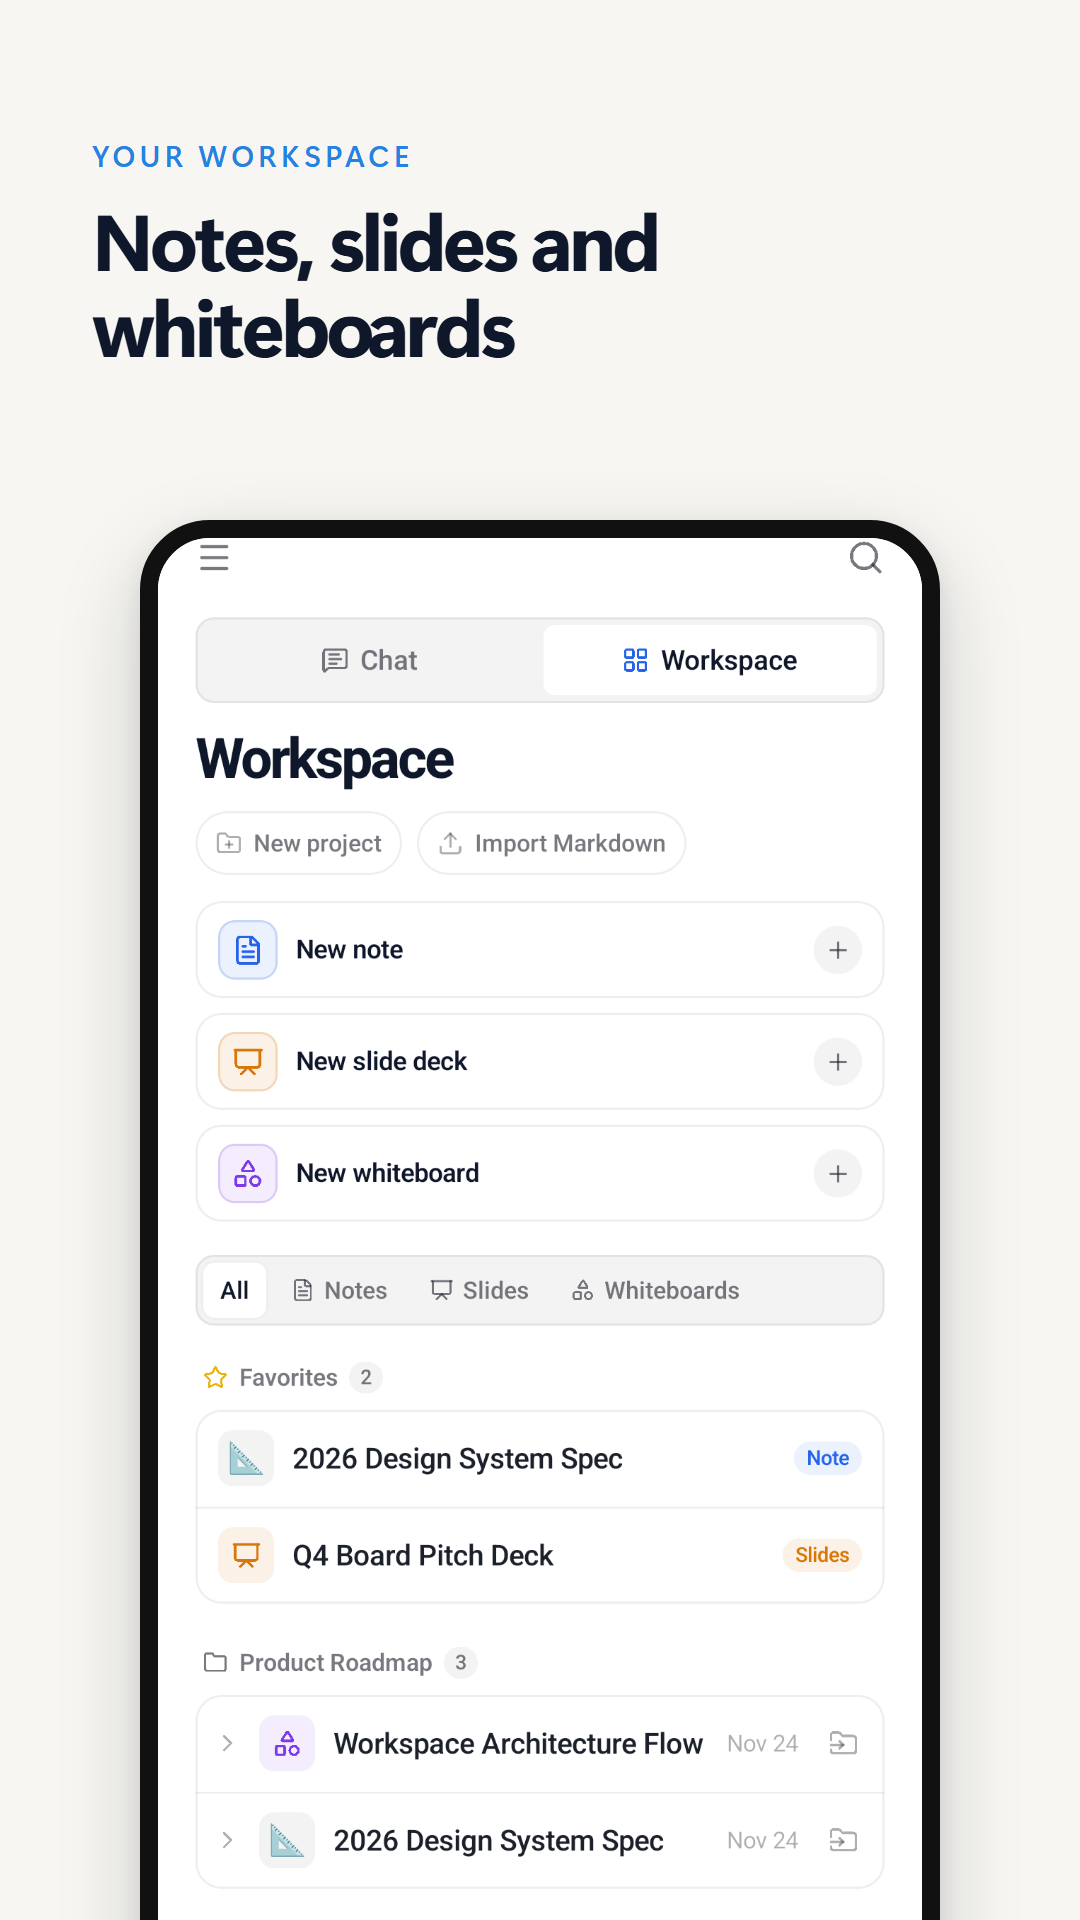 YOUR WORKSPACE
Notes, slides and
whiteboards
Chat
Workspace
Workspace
New project
Import Markdown
New note
New slide deck
New whiteboard
All
Notes
Slides
Whiteboards
Favorites 2
2026 Design System Spec
Note
Q4 Board Pitch Deck
Slides
Product Roadmap 3
Workspace Architecture Flow
Nov 24
2026 Design System Spec
Nov 24